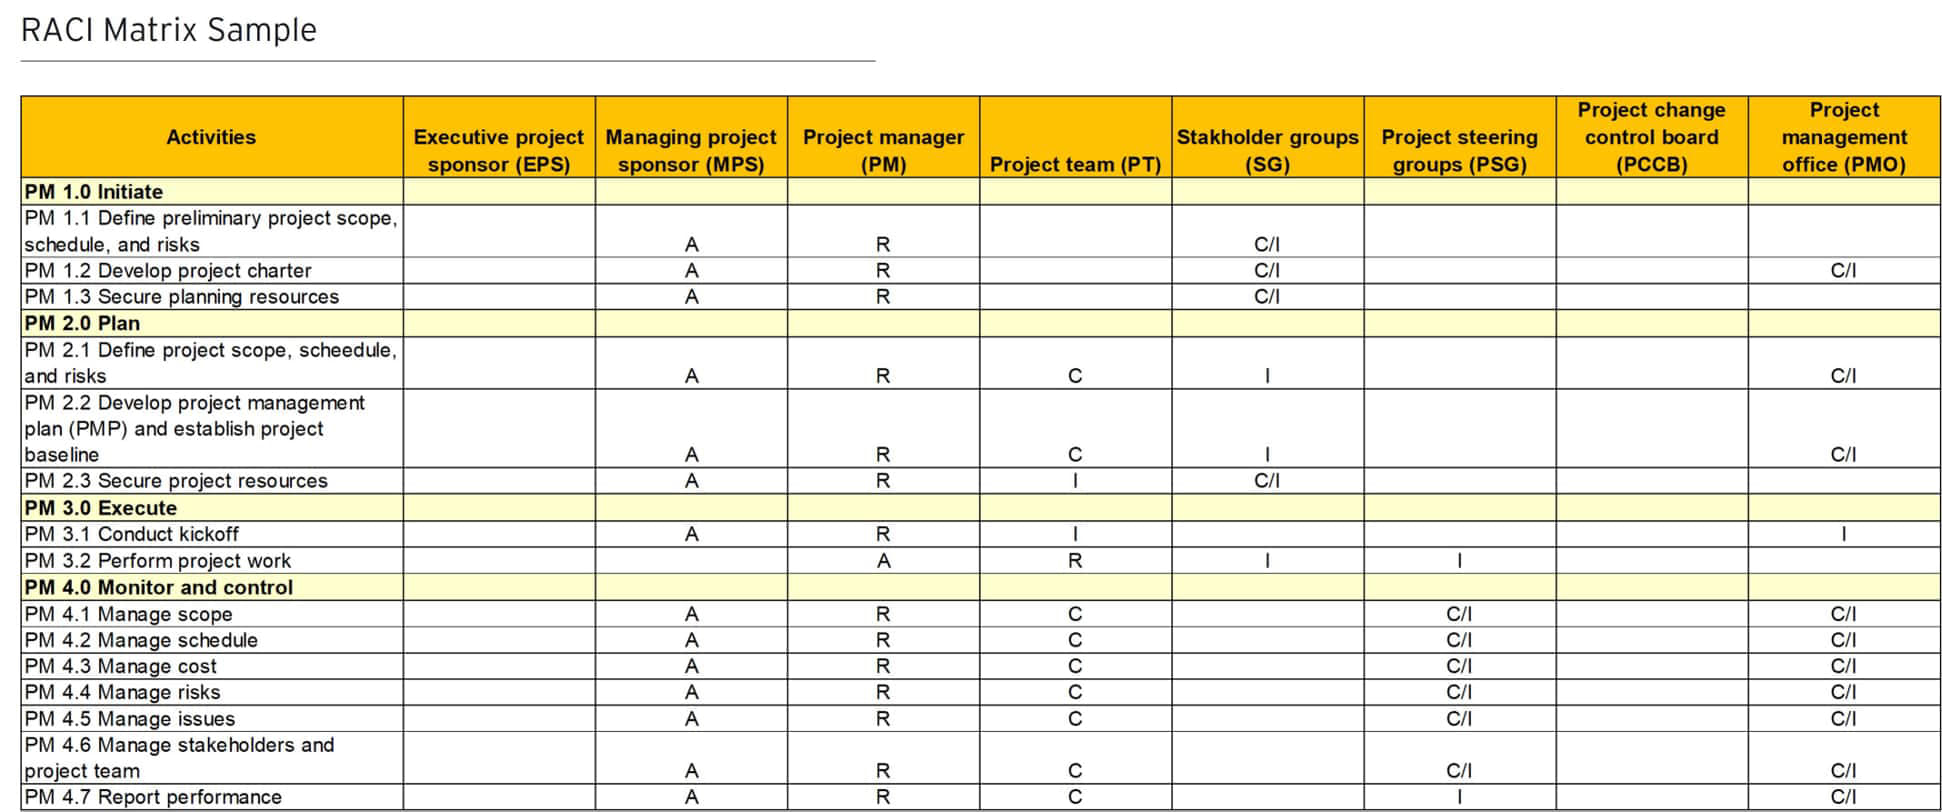 RACI Matrix Sample
Activities
Executive project
sponsor (EPS)
Managing project
sponsor (MPS)
Project manager
(PM)
Project team (PT)
Stakholder groups
(SG)
Project steering
groups (PSG)
Project change
control board
(PCCB)
Project
management
office (PMO)
PM 1.0 Initiate
PM 1.1 Define preliminary project scope,
schedule, and risks A R C/I
PM 1.2 Develop project charter A R C/I C/I
PM 1.3 Secure planning resources A R C/I
PM 2.0 Plan
PM 2.1 Define project scope, scheedule,
and risks A R C I C/I
PM 2.2 Develop project management
plan (PMP) and establish project
baseline A R C I C/I
PM 2.3 Secure project resources A R I C/I
PM 3.0 Execute
PM 3.1 Conduct kickoff A R I I
PM 3.2 Perform project work A R I I
PM 4.0 Monitor and control
PM 4.1 Manage scope A R C C/I C/I
PM 4.2 Manage schedule A R C C/I C/I
PM 4.3 Manage cost A R C C/I C/I
PM 4.4 Manage risks A R C C/I C/I
PM 4.5 Manage issues A R C C/I C/I
PM 4.6 Manage stakeholders and
project team A R C C/I C/I
PM 4.7 Report performance A R C I C/I